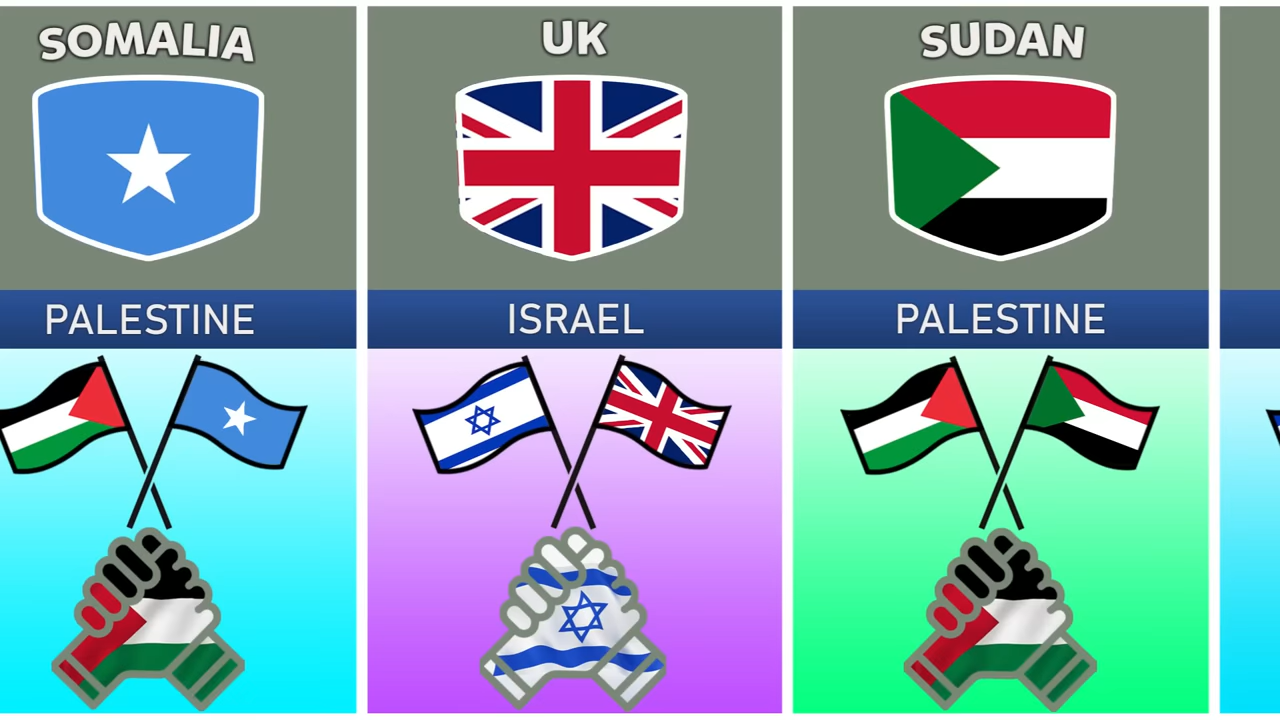 SOMALIA
PALESTINE
UK
ISRAEL
SUDAN
PALESTINE